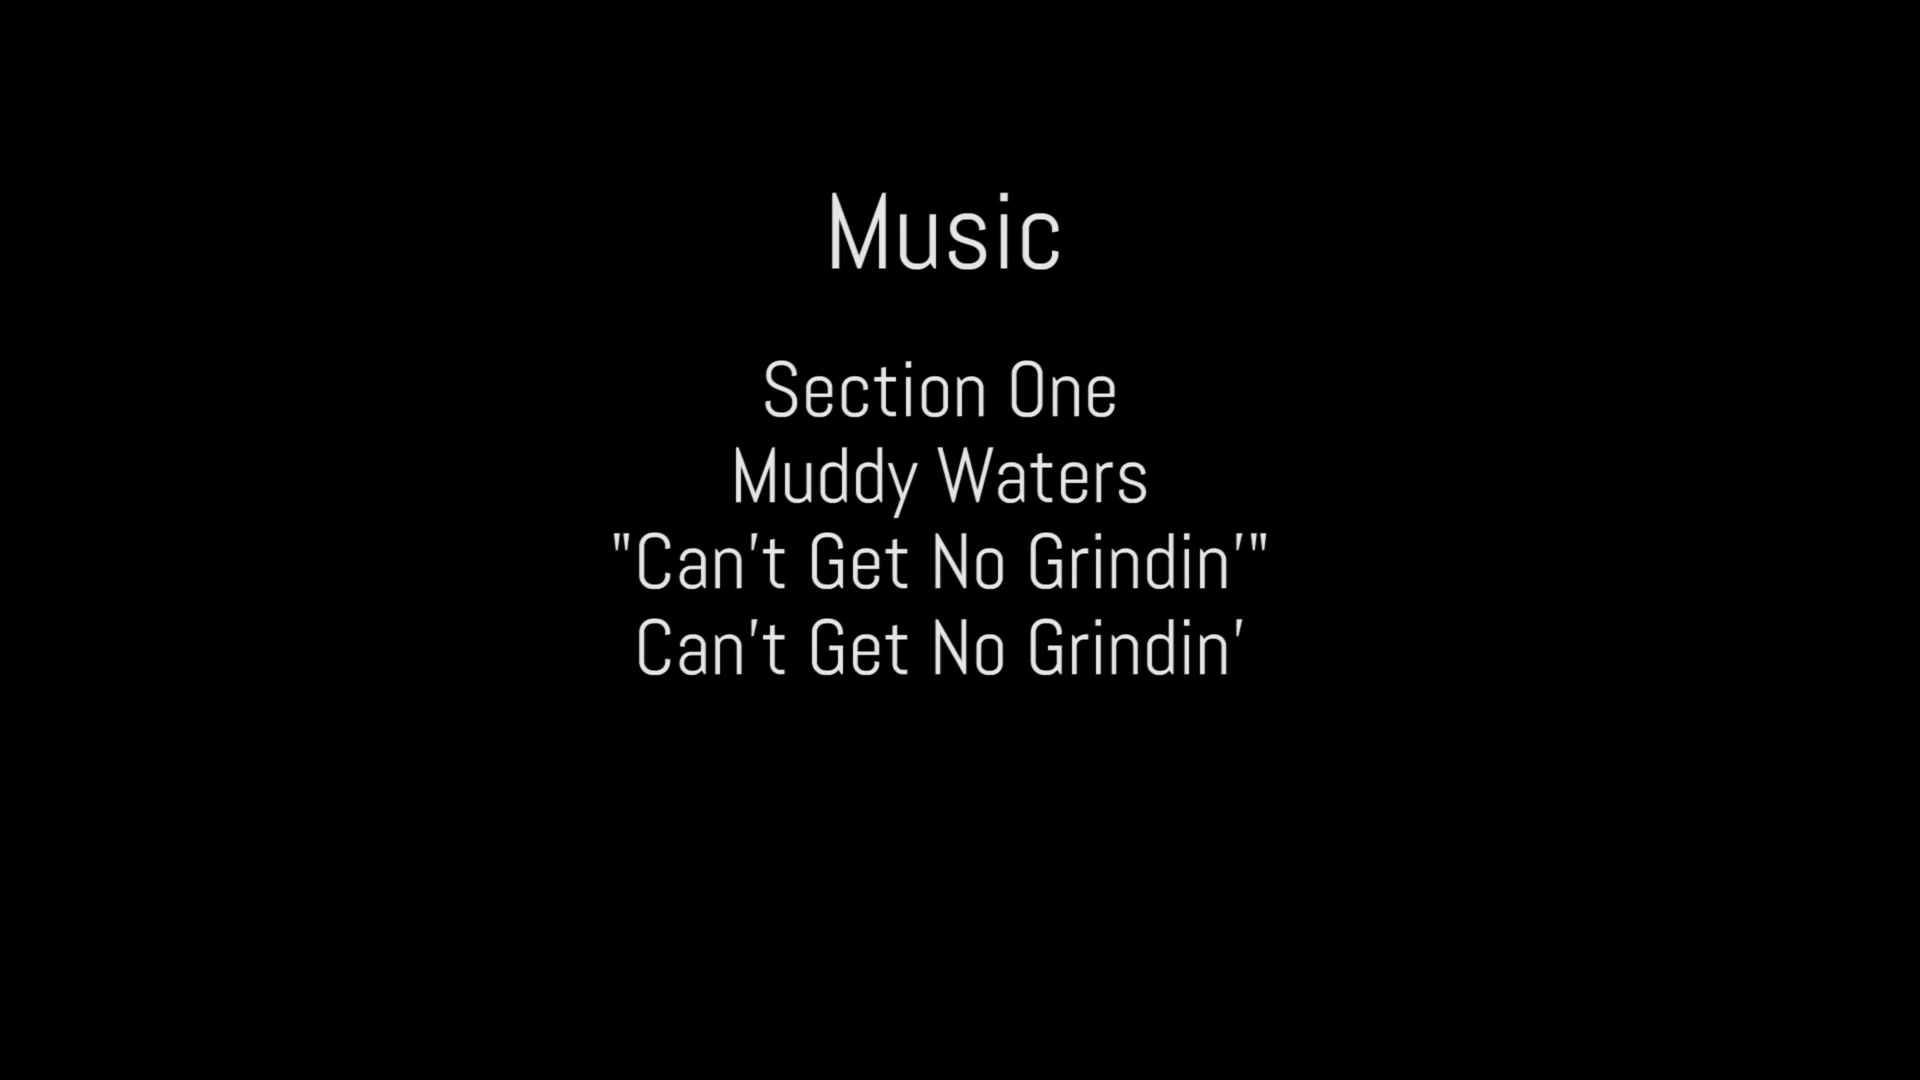 Music
Section One
Muddy Waters
"Can't Get No Grindin'"
Can't Get No Grindin'